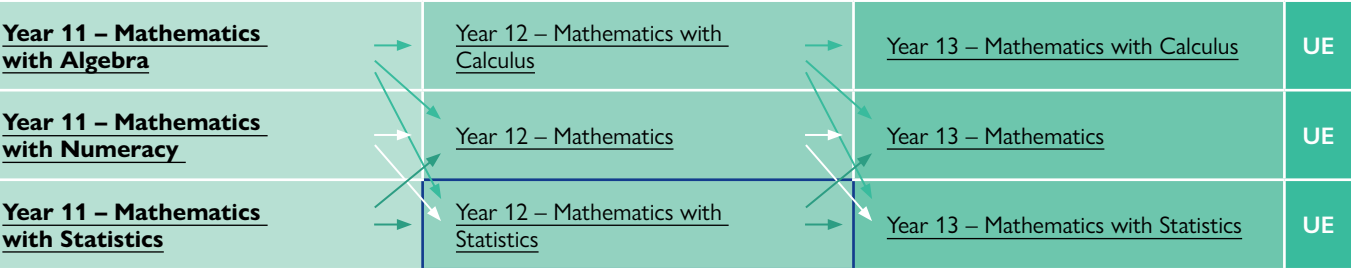 Year 11 – Mathematics
with Algebra
Year 12 – Mathematics with
Calculus
Year 13 – Mathematics with Calculus
UE
Year 11 – Mathematics
with Numeracy
Year 12 – Mathematics
Year 13 – Mathematics
UE
Year 11 – Mathematics
with Statistics
Year 12 – Mathematics with
Statistics
Year 13 – Mathematics with Statistics
UE